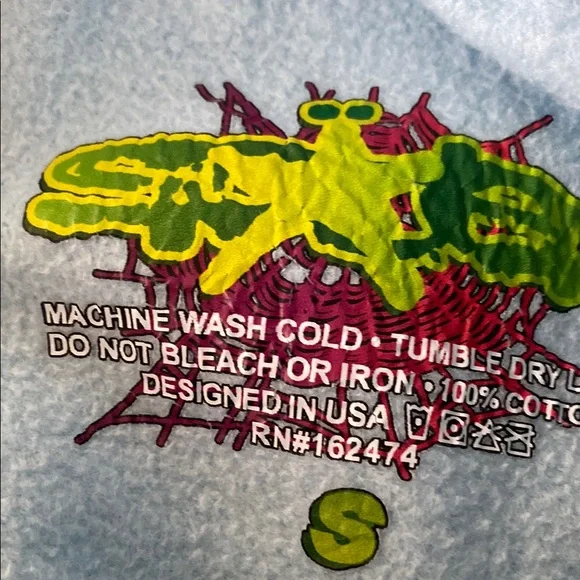 MACHINE WASH COLD • TUMBLE DRY L
DO NOT BLEACH OR IRON • 100% COTTO
DESIGNED IN USA
RN#162474
S